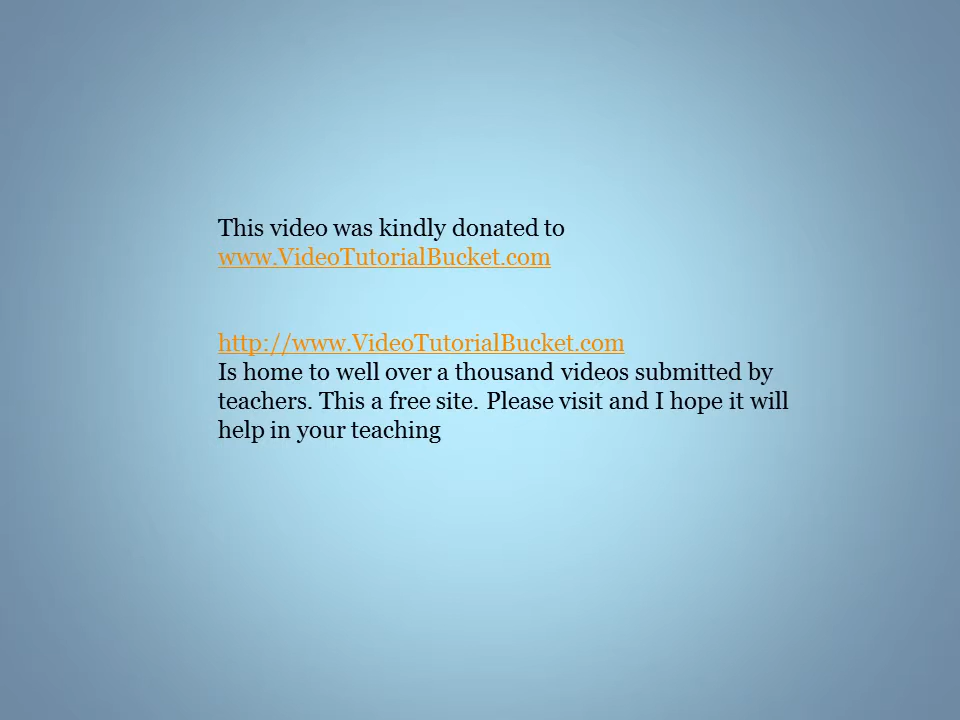 This video was kindly donated to
www.VideoTutorialBucket.com
http://www.VideoTutorialBucket.com
Is home to well over a thousand videos submitted by
teachers. This a free site. Please visit and I hope it will
help in your teaching